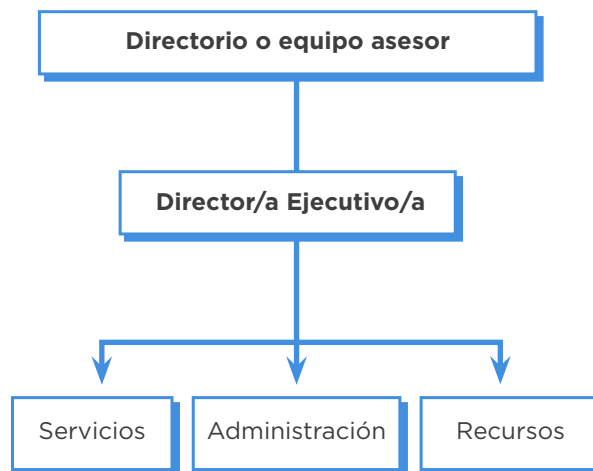 Directorio o equipo asesor
Director/a Ejecutivo/a
Servicios
Administración
Recursos